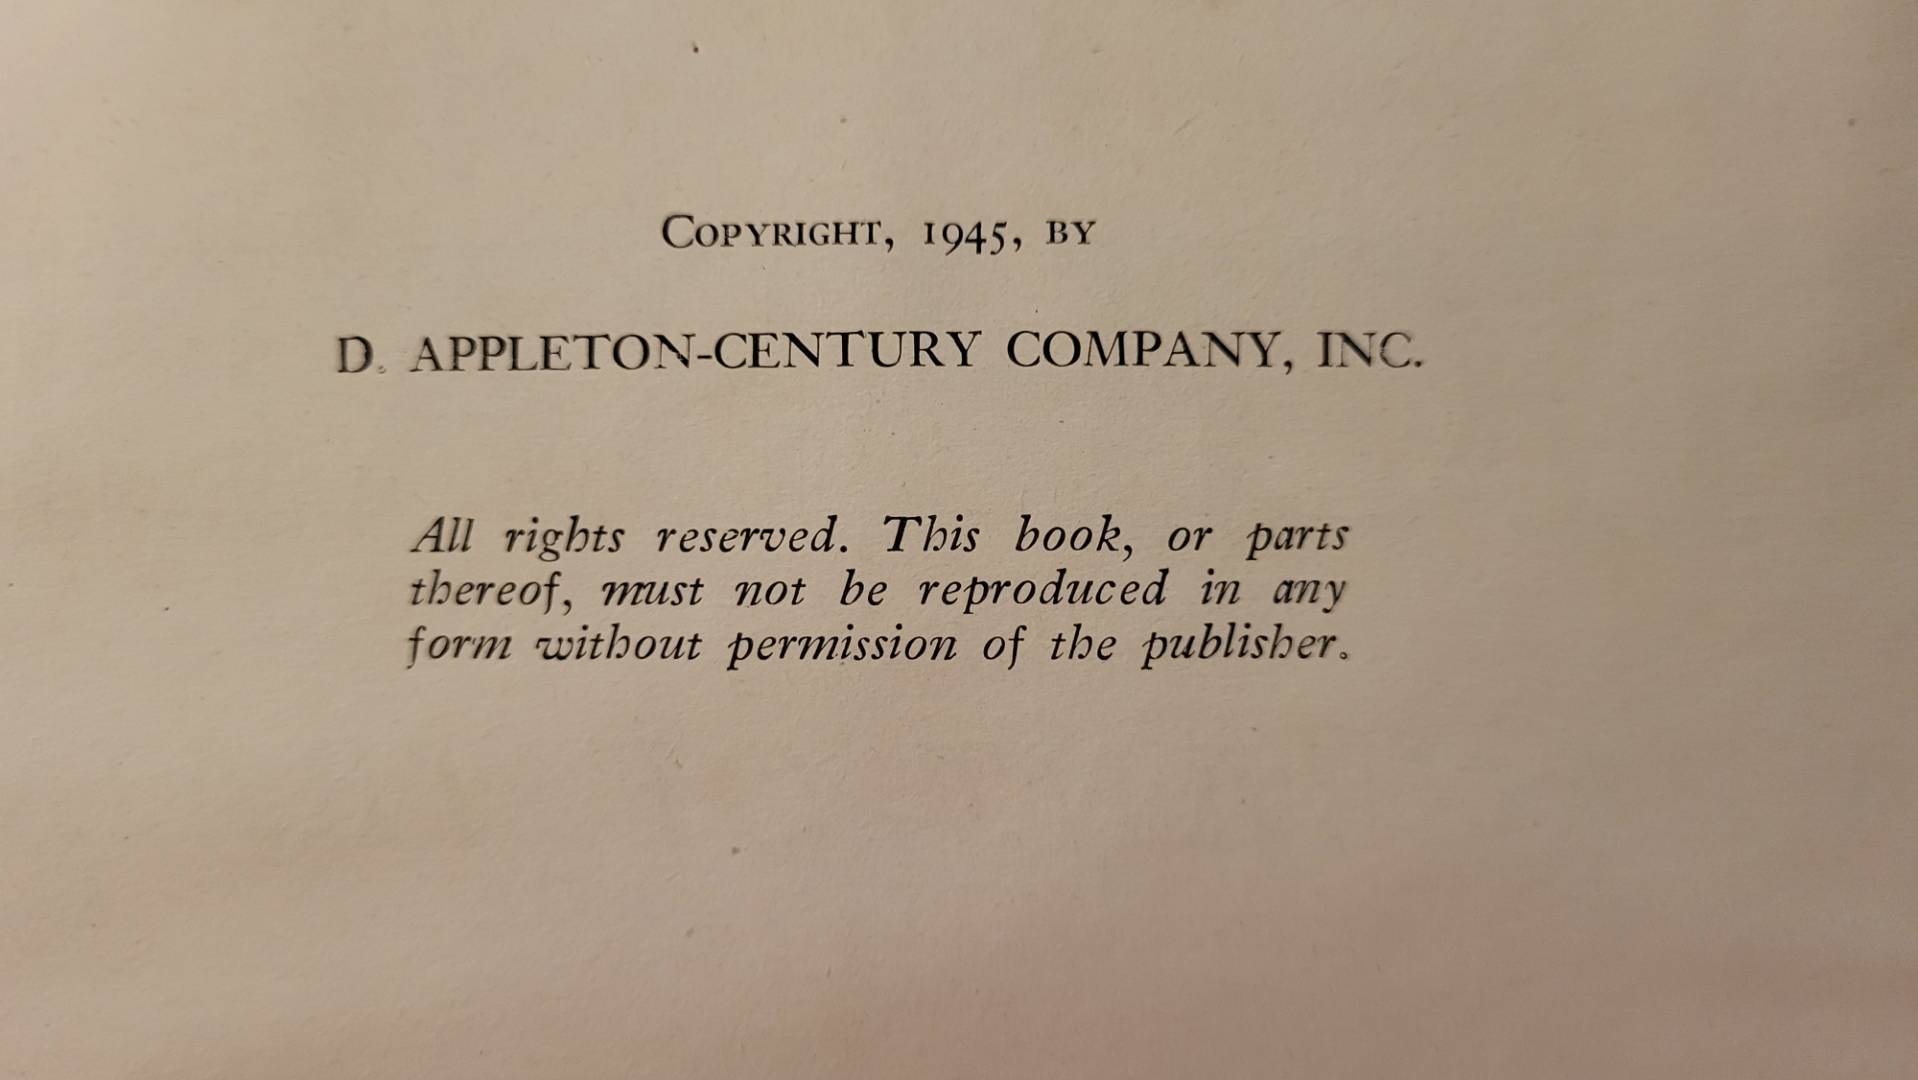 Copyright, 1945, by
D. APPLETON-CENTURY COMPANY, INC.
All rights reserved. This book, or parts
thereof, must not be reproduced in any
form without permission of the publisher.